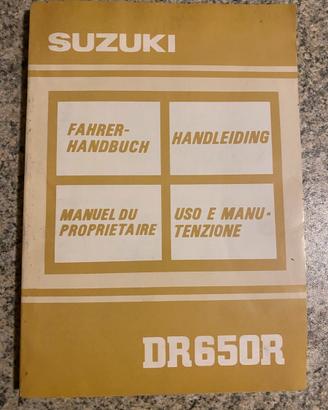 SUZUKI
FAHRER-
HANDBUCH
HANDLEIDING
MANUEL DU
PROPRIETAIRE
USO E MANU-
TENZIONE
DR650R